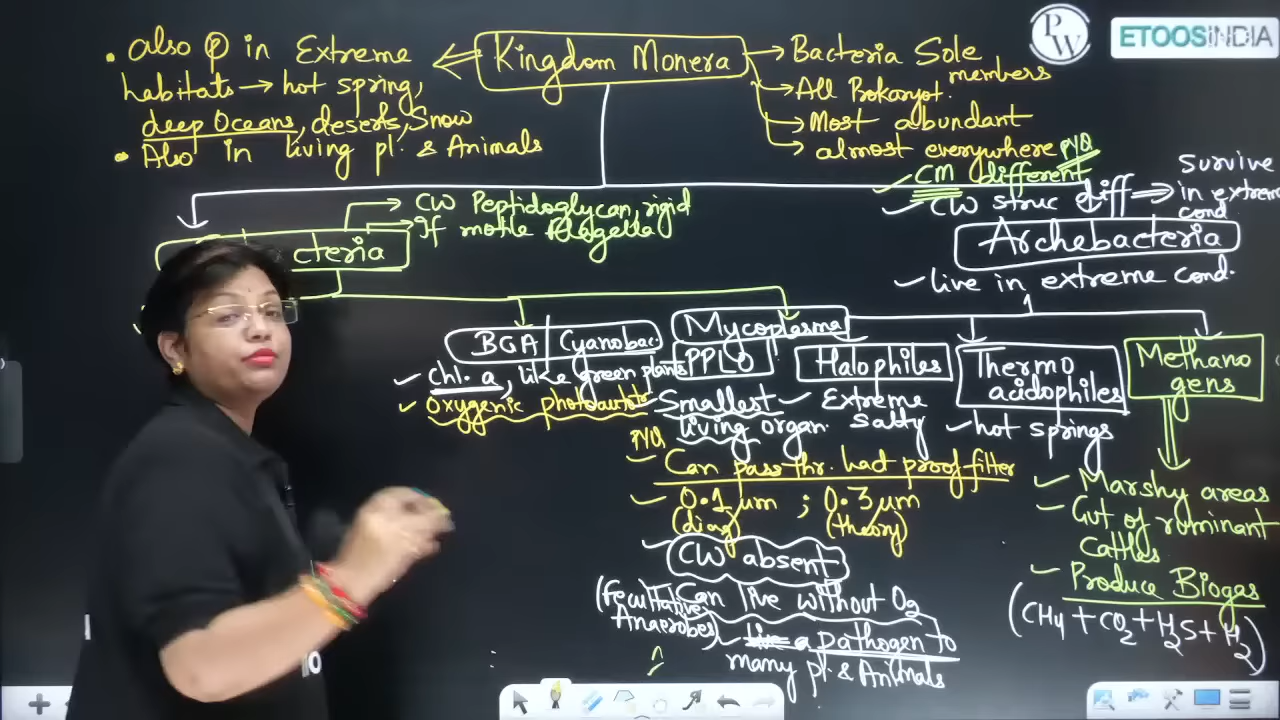 • also (p) in Extreme
habitats → hot spring,
deep Oceans, deserts, Snow
• Also in living pl. & Animals
Kingdom Monera
→ Bacteria Sole
members
→ All Prokaryot.
→ Most abundant
→ almost everywhere
PW
ETOOSINDIA
PYQ
✓ CM different
✓ CW struc diff → Survive
in extreme
cond
→ CW Peptidoglycan, rigid
→ If motile flagella
cteria
Archebacteria
✓ live in extreme cond.
BGA/Cyanobac.
✓ Chl. a, like green plants
✓ Oxygenic photoautotr
Mycoplasma
PPLO
Smallest
living organ.
PYQ
✓ Can pass thr. bact proof filter
✓ 0.1 μm ; 0.3 μm
(diag) (theory)
✓ CW absent
Can live without O2
(Facultative
Anaerobes)
✓ a pathogen to
many pl. & Animals
Halophiles
✓ Extreme
Salty
Thermo
acidophiles
✓ hot springs
Methano
gens
✓ Marshy areas
✓ Gut of ruminant
Cattles
✓ Produce Biogas
(CH4 + CO2 + H2S + H2)